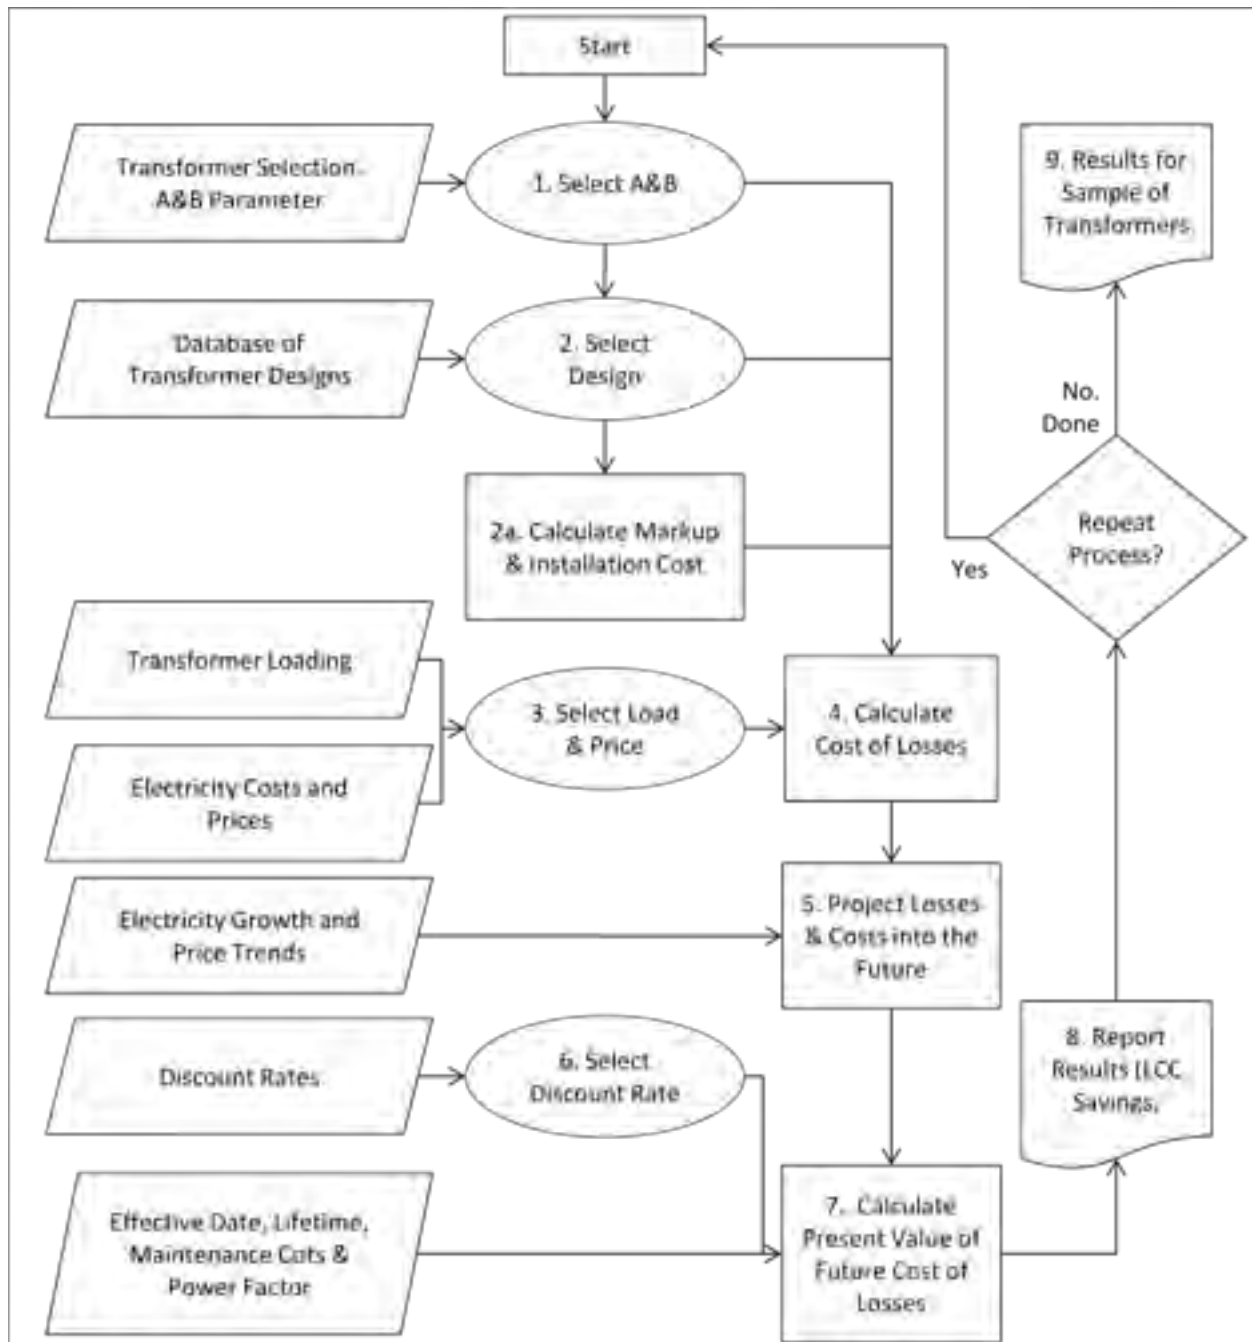 Start
Transformer Selection
A&B Parameter
1. Select A&B
9. Results for
Sample of
Transformers
Database of
Transformer Designs
2. Select
Design
No.
Done
2a. Calculate Markup
& Installation Cost
Repeat
Process?
Yes
Transformer Loading
3. Select Load
& Price
4. Calculate
Cost of Losses
Electricity Costs and
Prices
Electricity Growth and
Price Trends
5. Project Losses
& Costs into the
Future
Discount Rates
6. Select
Discount Rate
8. Report
Results (LCC
Savings,
Effective Date, Lifetime,
Maintenance Cots &
Power Factor
7. Calculate
Present Value of
Future Cost of
Losses